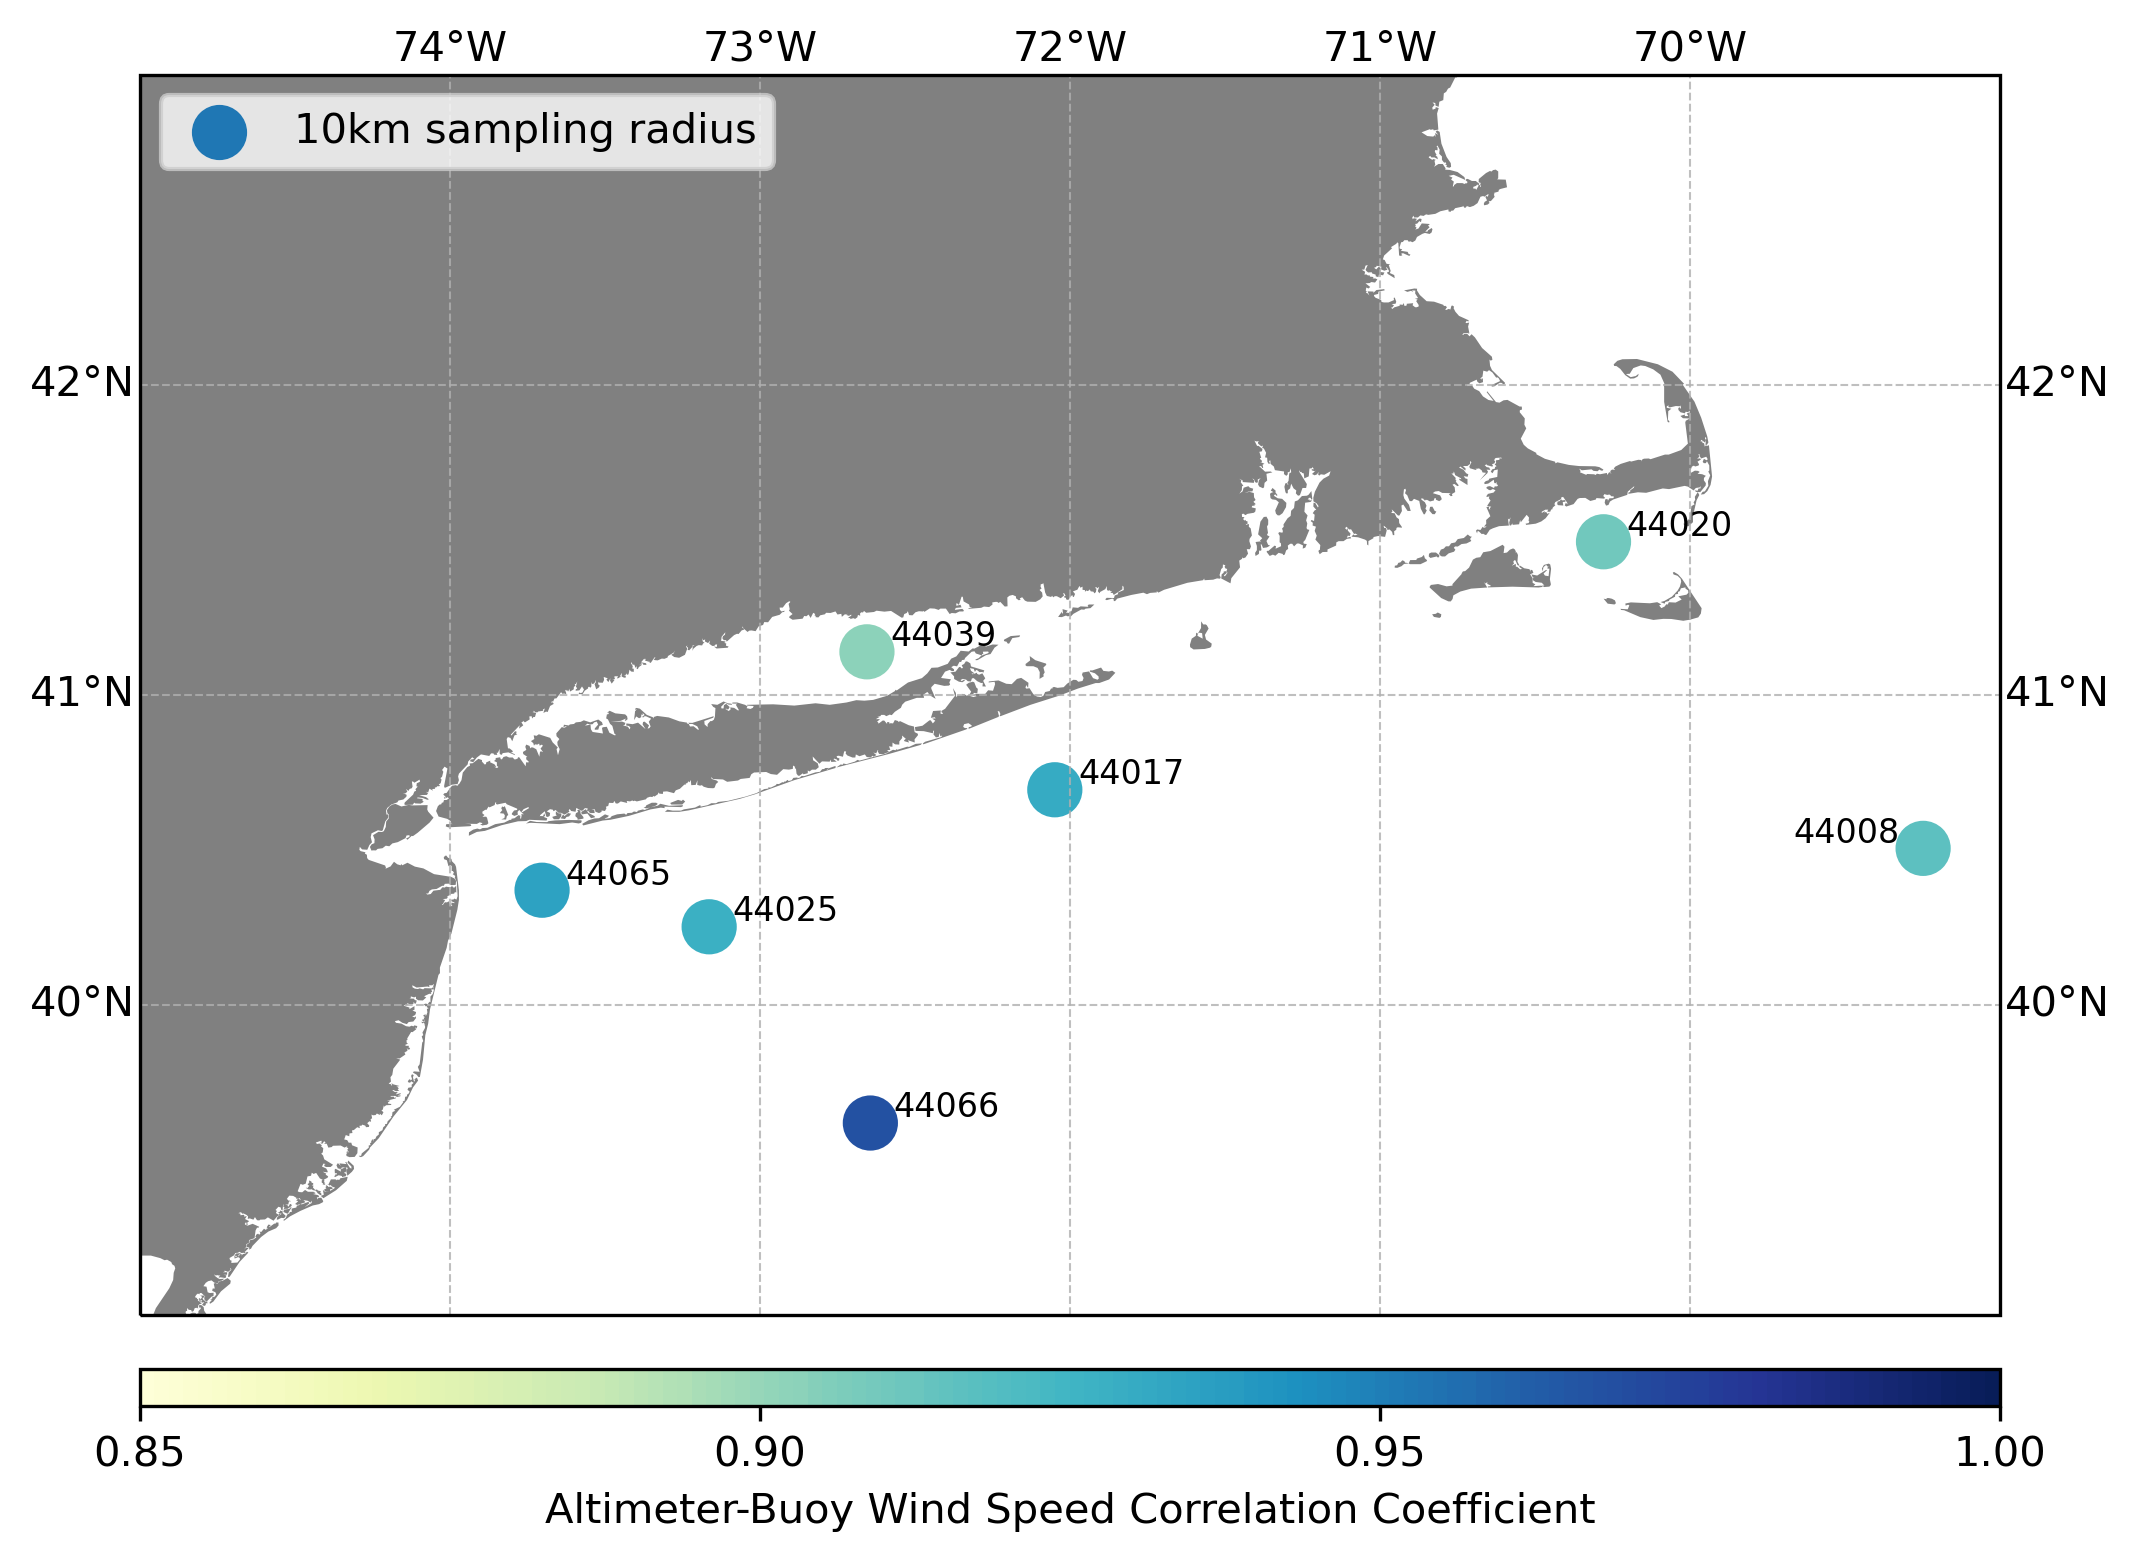 74°W 73°W 72°W 71°W 70°W
10km sampling radius
42°N 42°N
44020
44039
41°N 41°N
44017
44008
44065
44025
40°N 40°N
44066
0.85 0.90 0.95 1.00
Altimeter-Buoy Wind Speed Correlation Coefficient